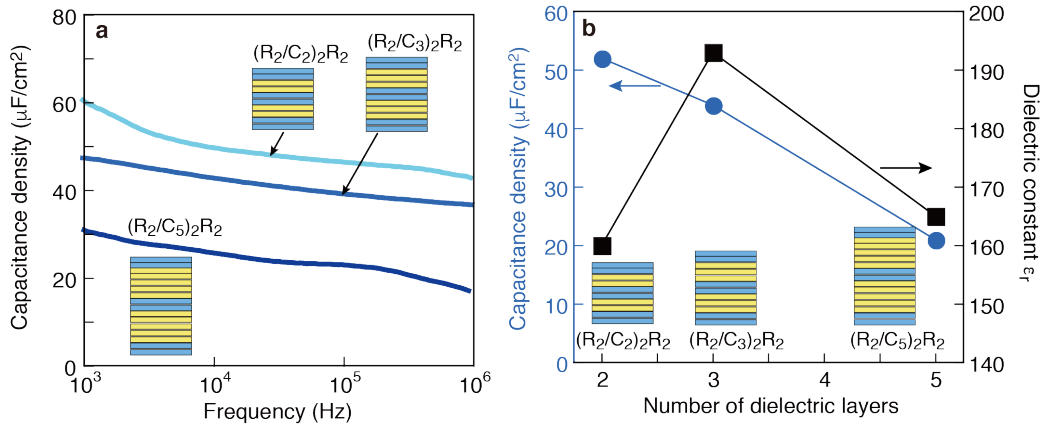 a
80
60
40
20
0
Capacitance density (μF/cm²)
(R₂/C₂)₂R₂
(R₂/C₃)₂R₂
(R₂/C₅)₂R₂
10³
10⁴
10⁵
10⁶
Frequency (Hz)
b
60
50
40
30
20
10
0
Capacitance density (μF/cm²)
200
190
180
170
160
150
140
Dielectric constant εᵣ
(R₂/C₂)₂R₂
(R₂/C₃)₂R₂
(R₂/C₅)₂R₂
2
3
4
5
Number of dielectric layers